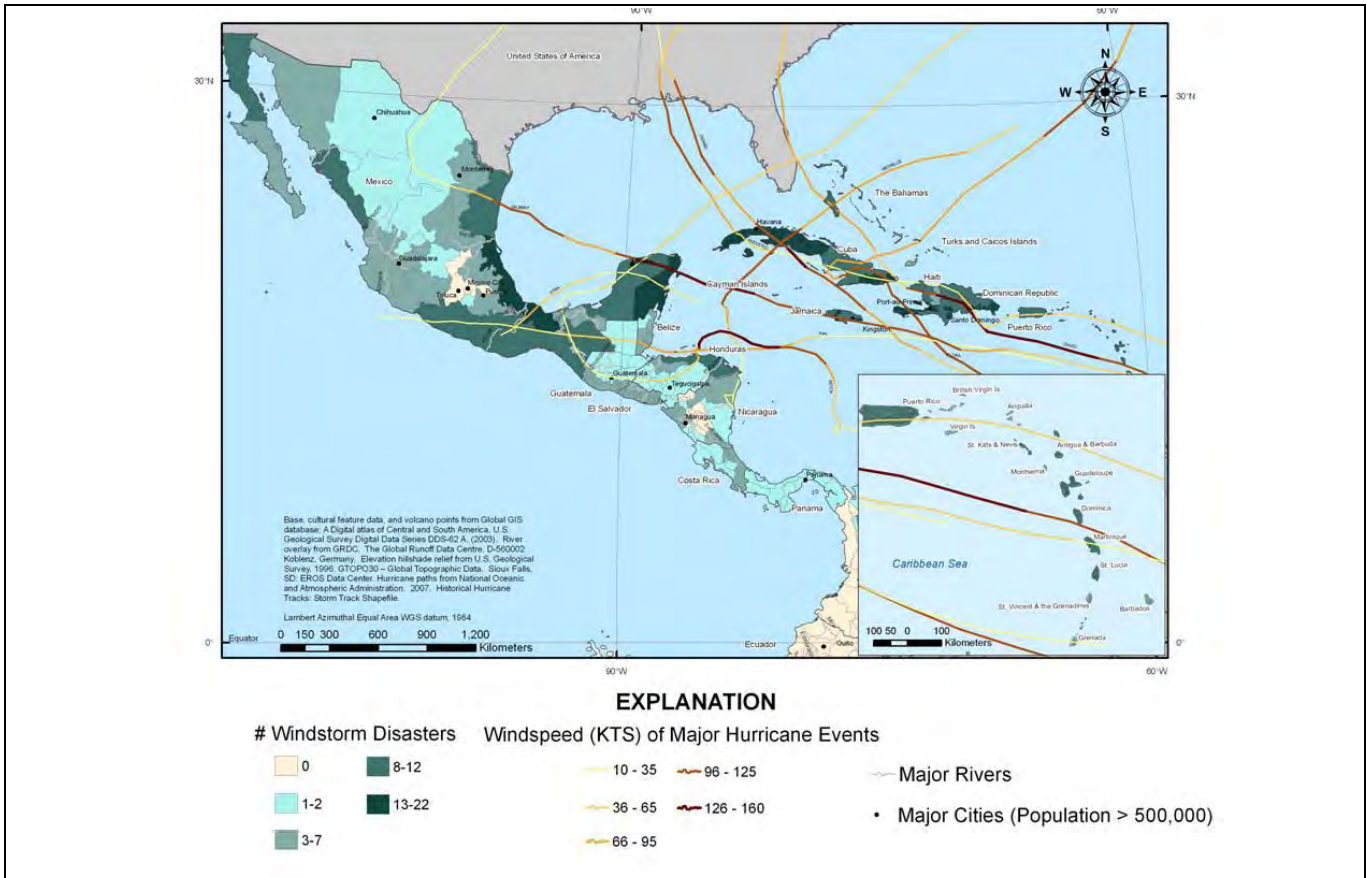 90°W
60°W
N
W
E
S
30°N
30°N
United States of America
Chihuahua
Monterrey
Mexico
The Bahamas
Havana
Turks and Caicos Islands
Cuba
Guadalajara
Haiti
Cayman Islands
Dominican Republic
Toluca
Port-au-Prince
Jamaica
Santo Domingo
Puerto Rico
Belize
Kingston
Honduras
Guatemala
Tegucigalpa
Guatemala
El Salvador
Nicaragua
Managua
Costa Rica
Panama
Panama
British Virgin Is
Puerto Rico
Anguilla
Virgin Is
St. Kitts & Nevis
Antigua & Barbuda
Montserrat
Guadeloupe
Dominica
Martinique
Caribbean Sea
St. Lucia
St. Vincent & the Grenadines
Barbados
Grenada
100 50 0 100
Kilometers
Base, cultural feature data, and volcano points from Global GIS
database; A Digital atlas of Central and South America, U.S.
Geological Survey Digital Data Series DDS-62 A. (2003). River
overlay from GRDC. The Global Runoff Data Centre, D-560002
Koblenz, Germany. Elevation hillshade relief from U.S. Geological
Survey, 1996, GTOPO30 – Global Topographic Data. Sioux Falls,
SD: EROS Data Center. Hurricane paths from National Oceanic
and Atmospheric Administration. 2007. Historical Hurricane
Tracks: Storm Track Shapefile.
Lambert Azimuthal Equal Area WGS datum, 1984
0°
Equator
0 150 300 600 900 1,200
Kilometers
Ecuador
Quito
0°
90°W
60°W
EXPLANATION
# Windstorm Disasters
Windspeed (KTS) of Major Hurricane Events
0
8-12
10 - 35
96 - 125
Major Rivers
1-2
13-22
36 - 65
126 - 160
Major Cities (Population > 500,000)
3-7
66 - 95